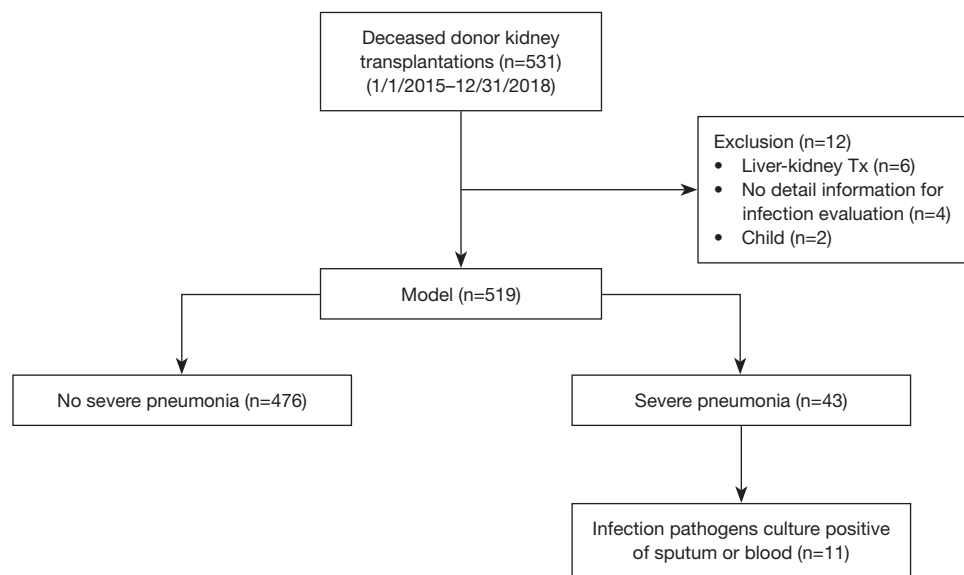 Deceased donor kidney
transplantations (n=531)
(1/1/2015–12/31/2018)
Exclusion (n=12)
• Liver-kidney Tx (n=6)
• No detail information for
infection evaluation (n=4)
• Child (n=2)
Model (n=519)
No severe pneumonia (n=476)
Severe pneumonia (n=43)
Infection pathogens culture positive
of sputum or blood (n=11)